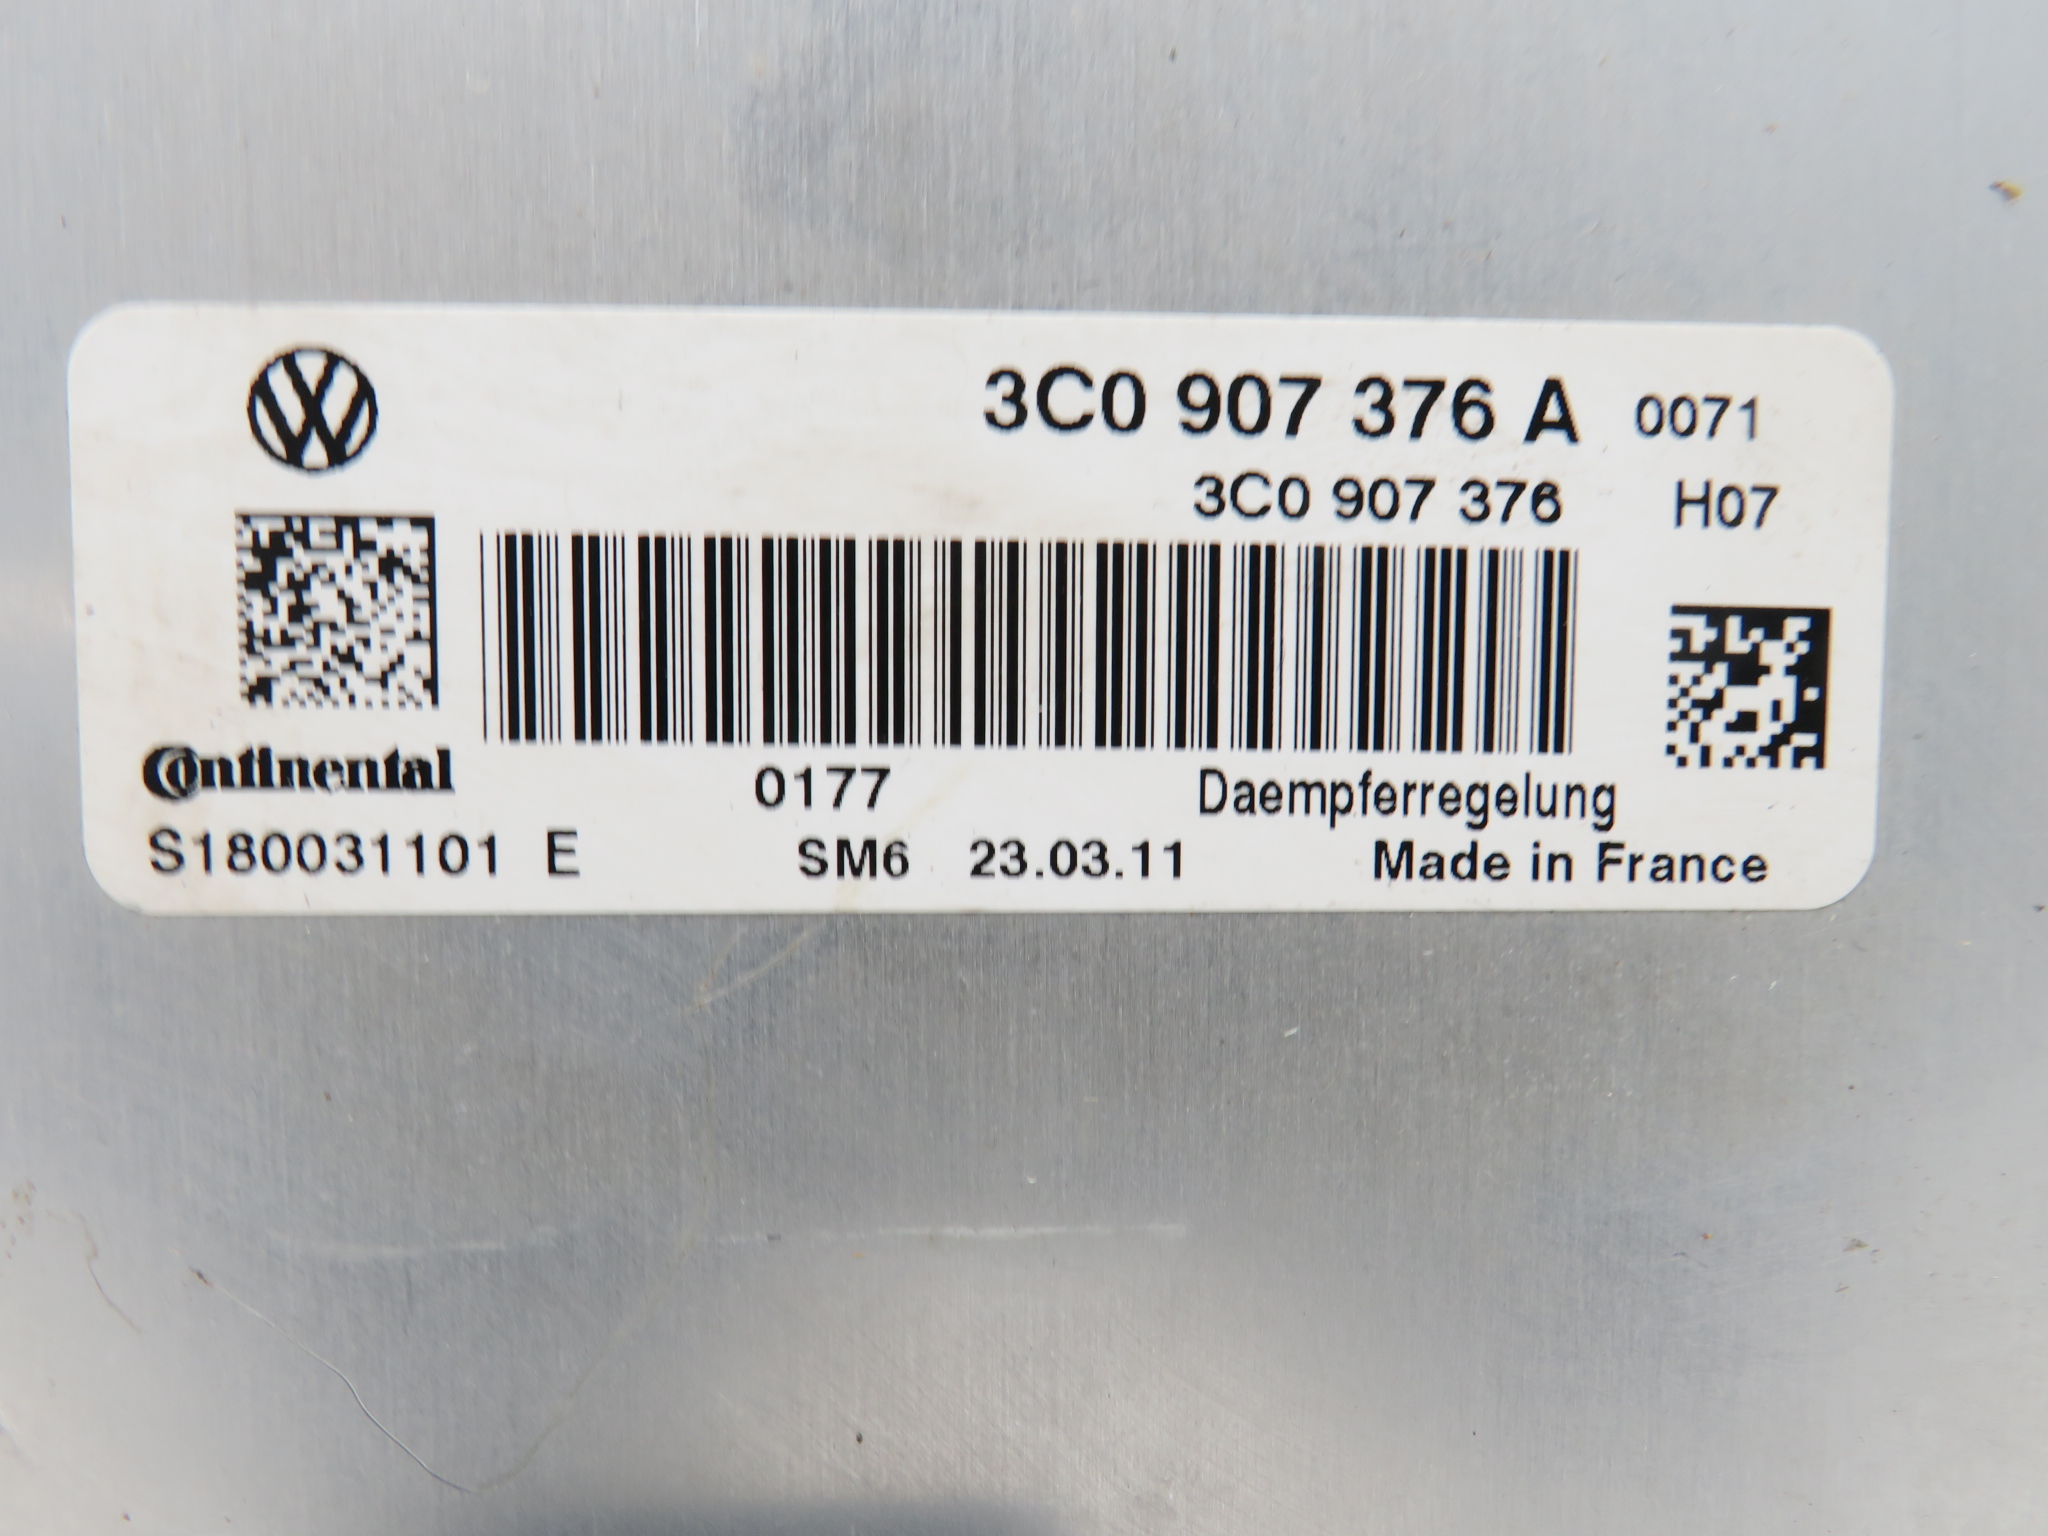 3C0 907 376 A 0071
3C0 907 376 H07
Continental
0177 Daempferregelung
S180031101 E SM6 23.03.11 Made in France